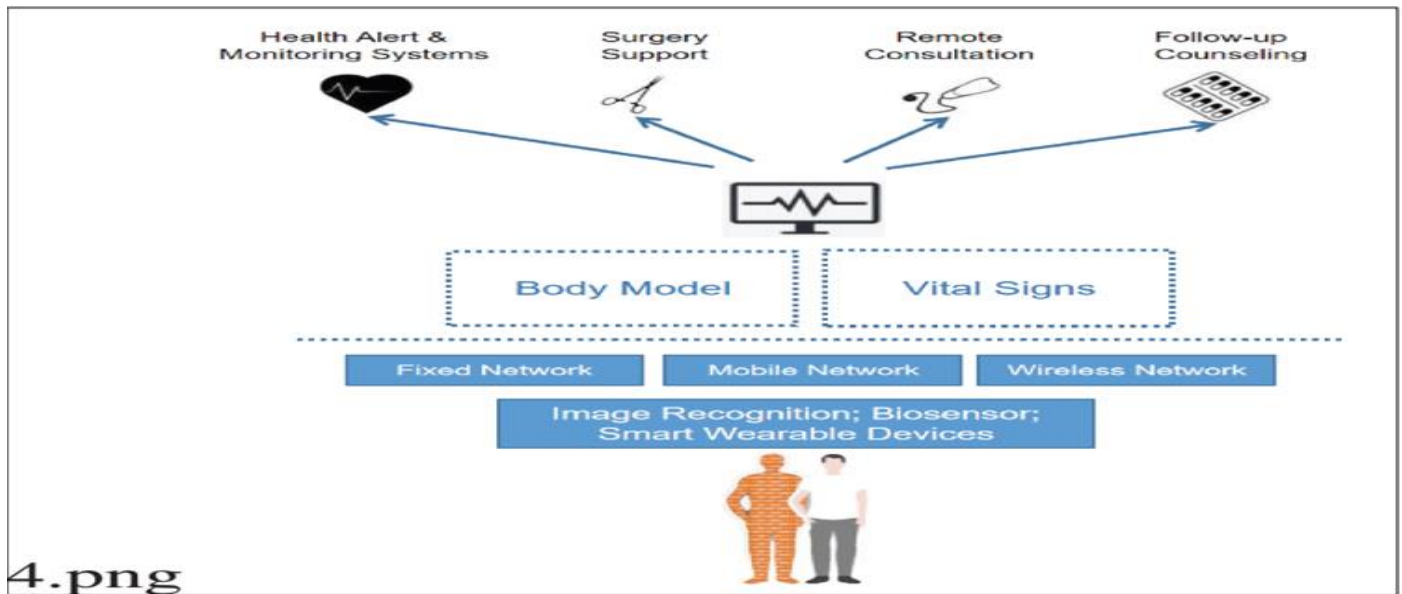 Health Alert &
Monitoring Systems
Surgery
Support
Remote
Consultation
Follow-up
Counseling
Body Model
Vital Signs
Fixed Network
Mobile Network
Wireless Network
Image Recognition; Biosensor;
Smart Wearable Devices
4.png